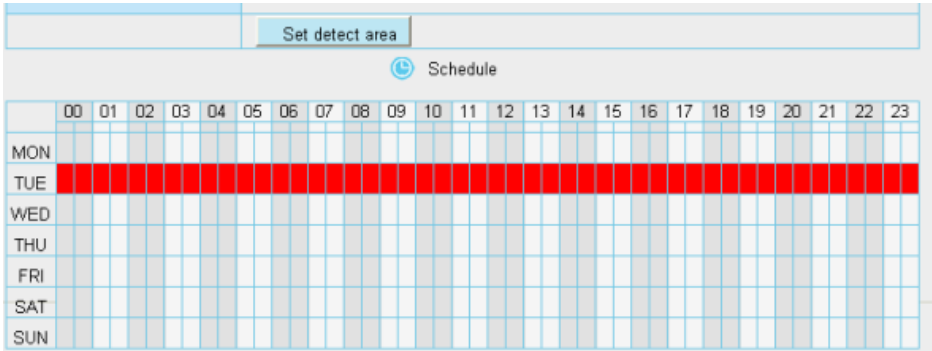 Set detect area
Schedule
00 01 02 03 04 05 06 07 08 09 10 11 12 13 14 15 16 17 18 19 20 21 22 23
MON
TUE
WED
THU
FRI
SAT
SUN